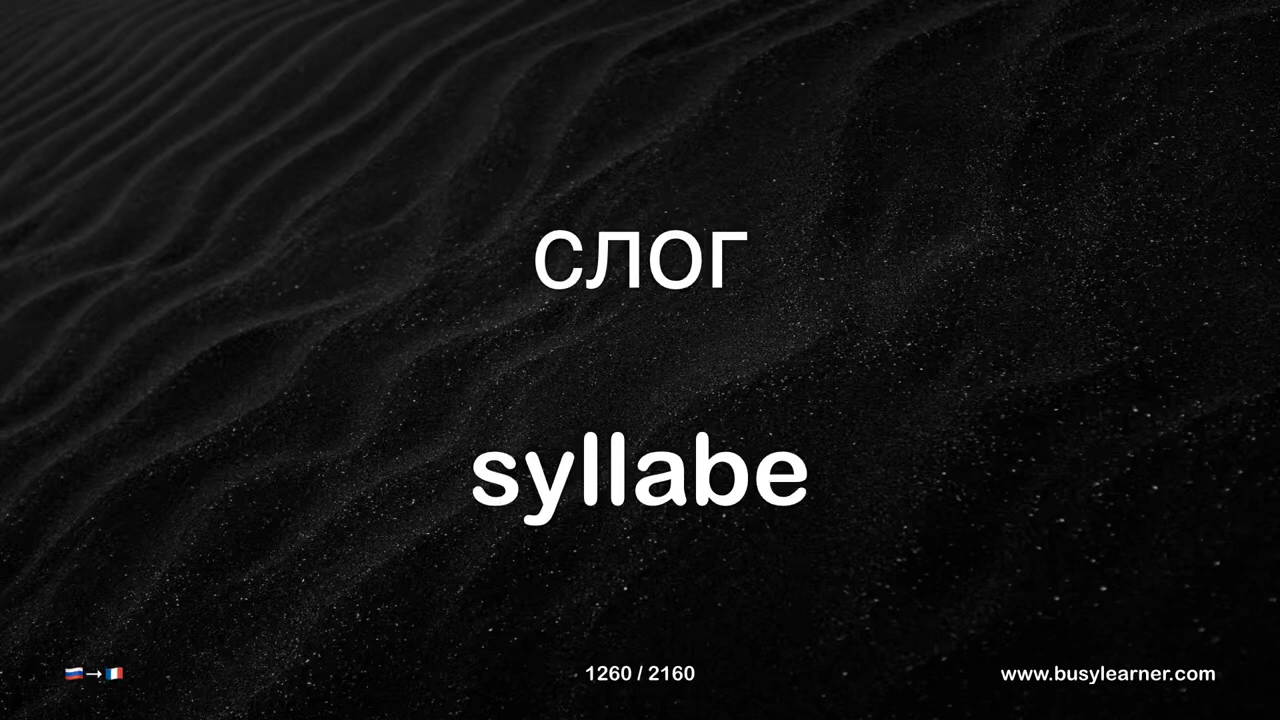 слог
syllabe
🇷🇺→🇫🇷
1260 / 2160
www.busylearner.com